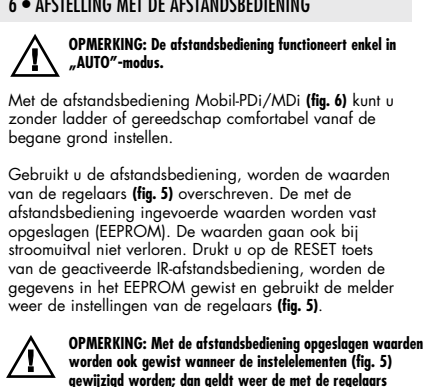 6 • AFSTELLING MET DE AFSTANDSBEDIENING
OPMERKING: De afstandsbediening functioneert enkel in
„AUTO"-modus.
Met de afstandsbediening Mobil-PDi/MDi (fig. 6) kunt u
zonder ladder of gereedschap comfortabel vanaf de
begane grond instellen.
Gebruikt u de afstandsbediening, worden de waarden
van de regelaars (fig. 5) overschreven. De met de
afstandsbediening ingevoerde waarden worden vast
opgeslagen (EEPROM). De waarden gaan ook bij
stroomuitval niet verloren. Drukt u op de RESET toets
van de geactiveerde IR-afstandsbediening, worden de
gegevens in het EEPROM gewist en gebruikt de melder
weer de instellingen van de regelaars (fig. 5).
OPMERKING: Met de afstandsbediening opgeslagen waarden
worden ook gewist wanneer de instelelementen (fig. 5)
gewijzigd worden; dan geldt weer de met de regelaars